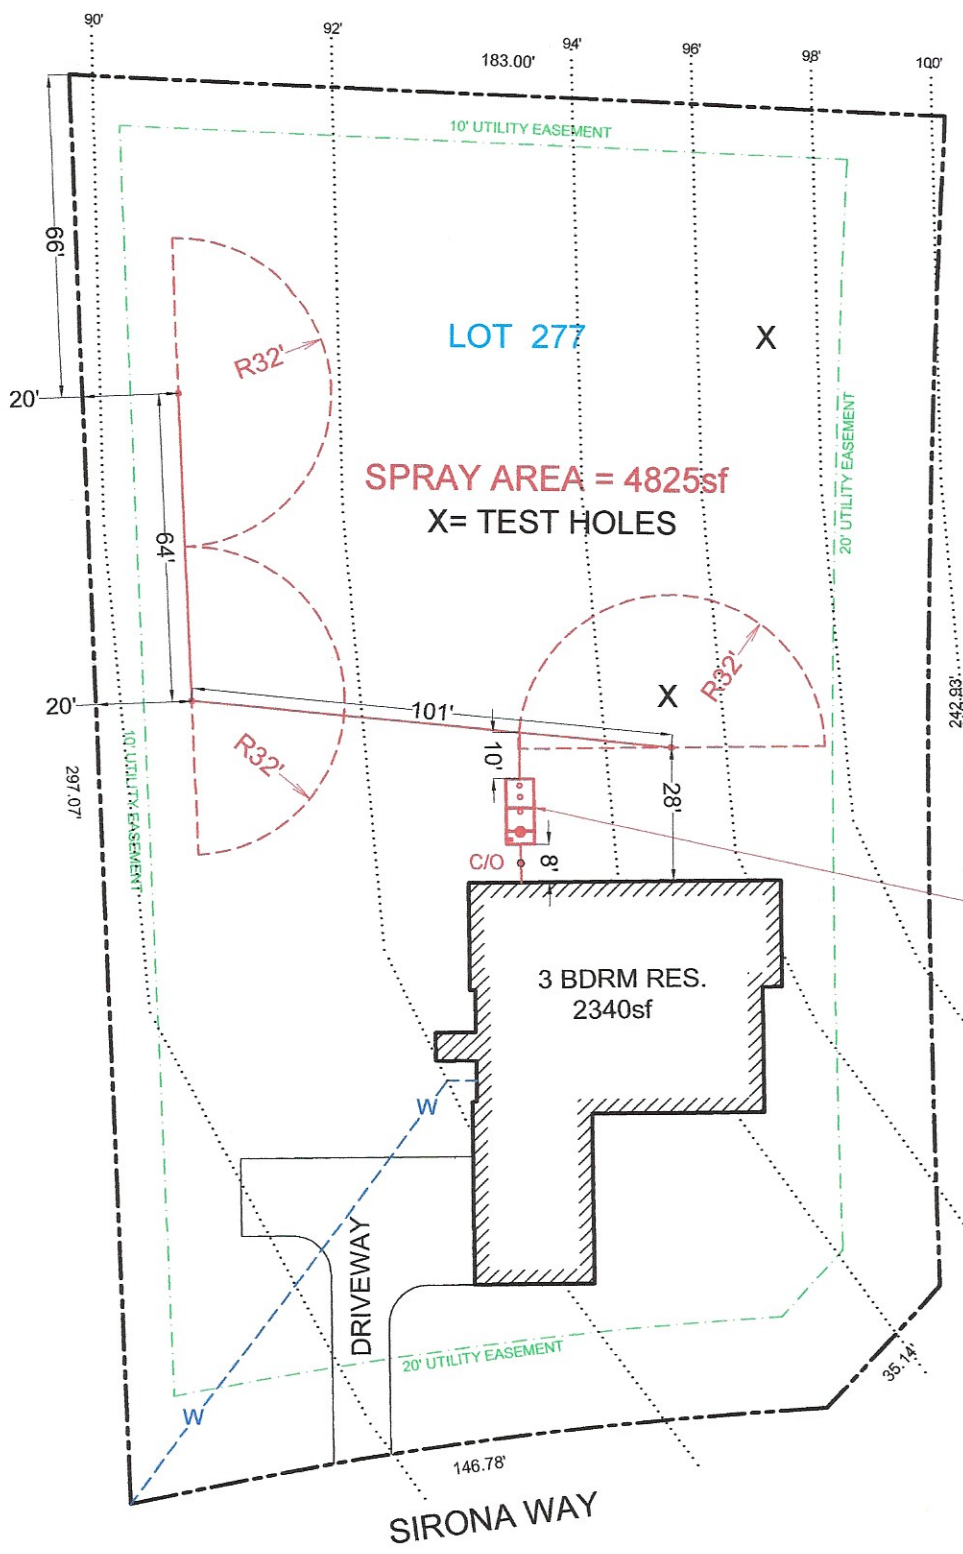 90'
92'
94'
96'
98'
100'
183.00'
10' UTILITY EASEMENT
66'
LOT 277
X
R32'
20'
20' UTILITY EASEMENT
SPRAY AREA = 4825sf
X= TEST HOLES
64'
R32'
X
242.93'
20'
101'
10'
R32'
28'
10' UTILITY EASEMENT
297.07'
C/O
8'
3 BDRM RES.
2340sf
W
DRIVEWAY
20' UTILITY EASEMENT
35.14'
W
146.78'
SIRONA WAY